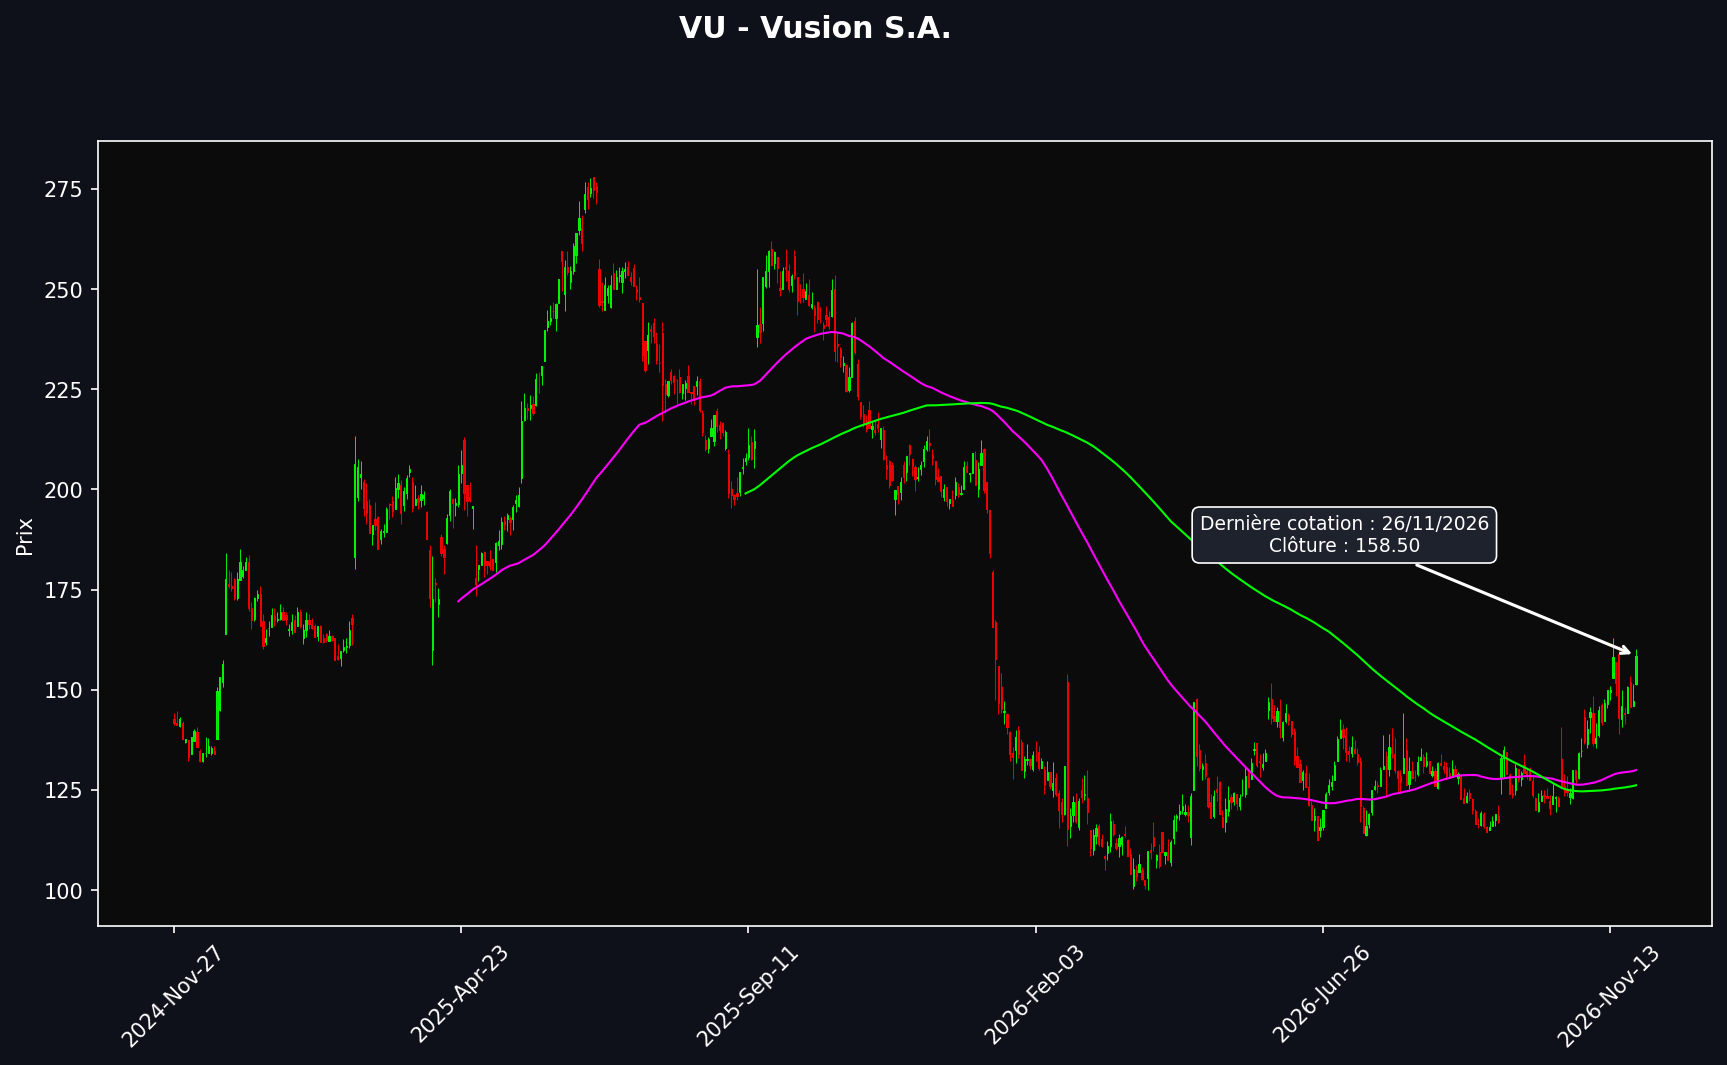 VU - Vusion S.A.
Prix
275
250
225
200
175
150
125
100
Dernière cotation : 26/11/2026
Clôture : 158.50
2024-Nov-27
2025-Apr-23
2025-Sep-11
2026-Feb-03
2026-Jun-26
2026-Nov-13